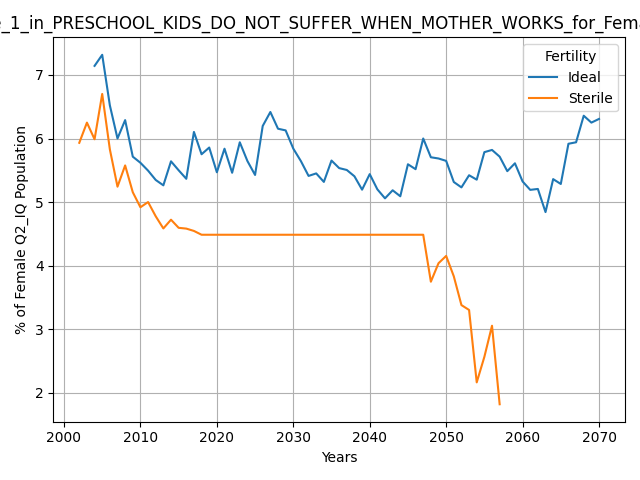 _1_in_PRESCHOOL_KIDS_DO_NOT_SUFFER_WHEN_MOTHER_WORKS_for_Fema
Fertility
Ideal
Sterile
% of Female Q2_IQ Population
7
6
5
4
3
2
2000 2010 2020 2030 2040 2050 2060 2070
Years